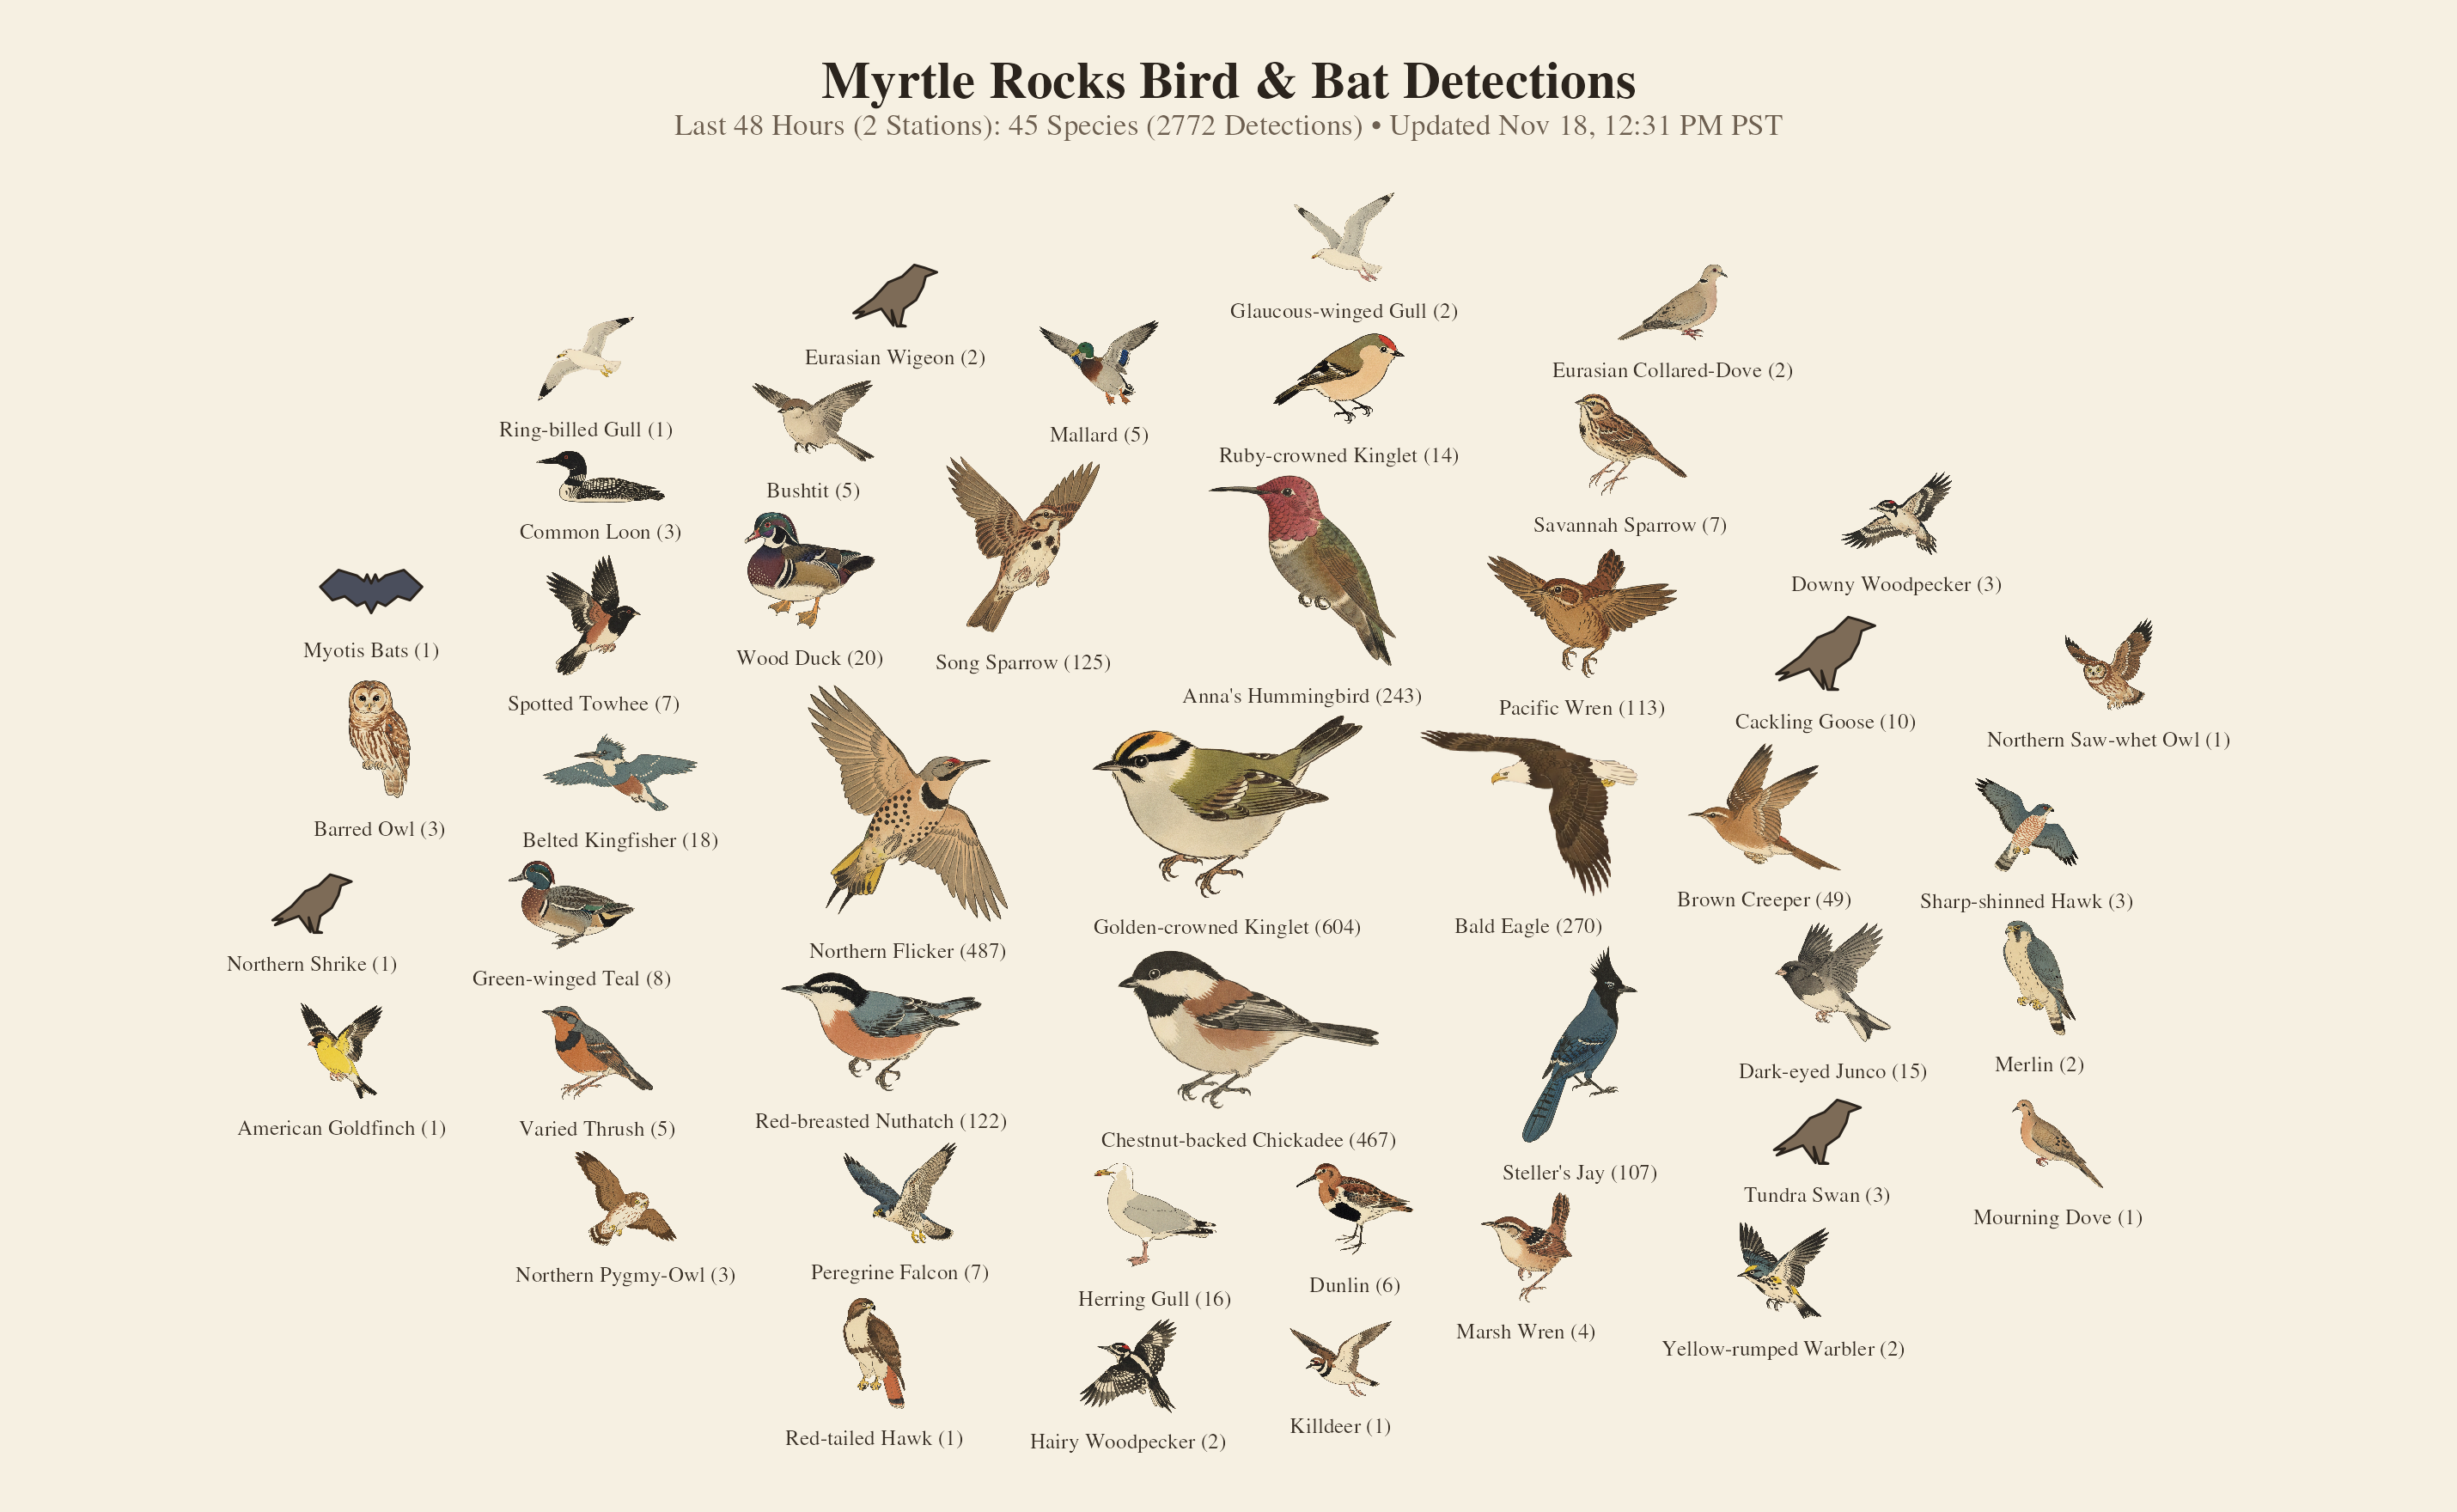 Myrtle Rocks Bird & Bat Detections
Last 48 Hours (2 Stations): 45 Species (2772 Detections) • Updated Nov 18, 12:31 PM PST
Glaucous-winged Gull (2)
Eurasian Wigeon (2)
Eurasian Collared-Dove (2)
Ring-billed Gull (1)
Mallard (5)
Ruby-crowned Kinglet (14)
Bushtit (5)
Savannah Sparrow (7)
Common Loon (3)
Downy Woodpecker (3)
Myotis Bats (1)
Wood Duck (20)
Song Sparrow (125)
Anna's Hummingbird (243)
Spotted Towhee (7)
Pacific Wren (113)
Cackling Goose (10)
Northern Saw-whet Owl (1)
Barred Owl (3)
Belted Kingfisher (18)
Brown Creeper (49)
Sharp-shinned Hawk (3)
Golden-crowned Kinglet (604)
Bald Eagle (270)
Northern Flicker (487)
Northern Shrike (1)
Green-winged Teal (8)
Merlin (2)
Dark-eyed Junco (15)
Red-breasted Nuthatch (122)
American Goldfinch (1)
Varied Thrush (5)
Chestnut-backed Chickadee (467)
Steller's Jay (107)
Tundra Swan (3)
Mourning Dove (1)
Northern Pygmy-Owl (3)
Peregrine Falcon (7)
Dunlin (6)
Herring Gull (16)
Marsh Wren (4)
Yellow-rumped Warbler (2)
Killdeer (1)
Red-tailed Hawk (1)
Hairy Woodpecker (2)